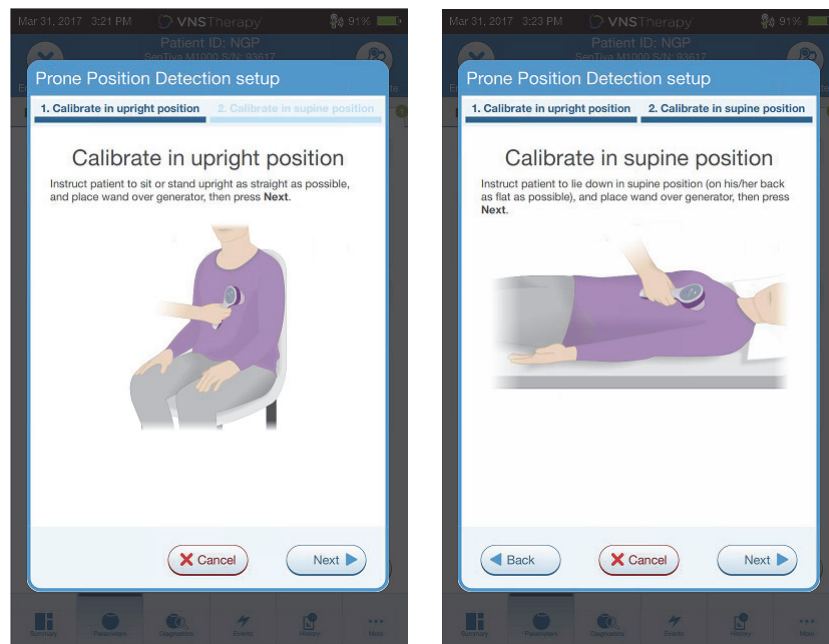 Mar 31, 2017 3:21 PM VNSTherapy 91%
Patient ID: NGP
SenTiva M1000 S/N: 93617
Prone Position Detection setup
1. Calibrate in upright position 2. Calibrate in supine position
Calibrate in upright position
Instruct patient to sit or stand upright as straight as possible,
and place wand over generator, then press Next.
Cancel Next
Summary Parameters Diagnostics Events History More
Mar 31, 2017 3:23 PM VNSTherapy 91%
Patient ID: NGP
SenTiva M1000 S/N: 93617
Prone Position Detection setup
1. Calibrate in upright position 2. Calibrate in supine position
Calibrate in supine position
Instruct patient to lie down in supine position (on his/her back
as flat as possible), and place wand over generator, then press
Next.
Back Cancel Next
Summary Parameters Diagnostics Events History More